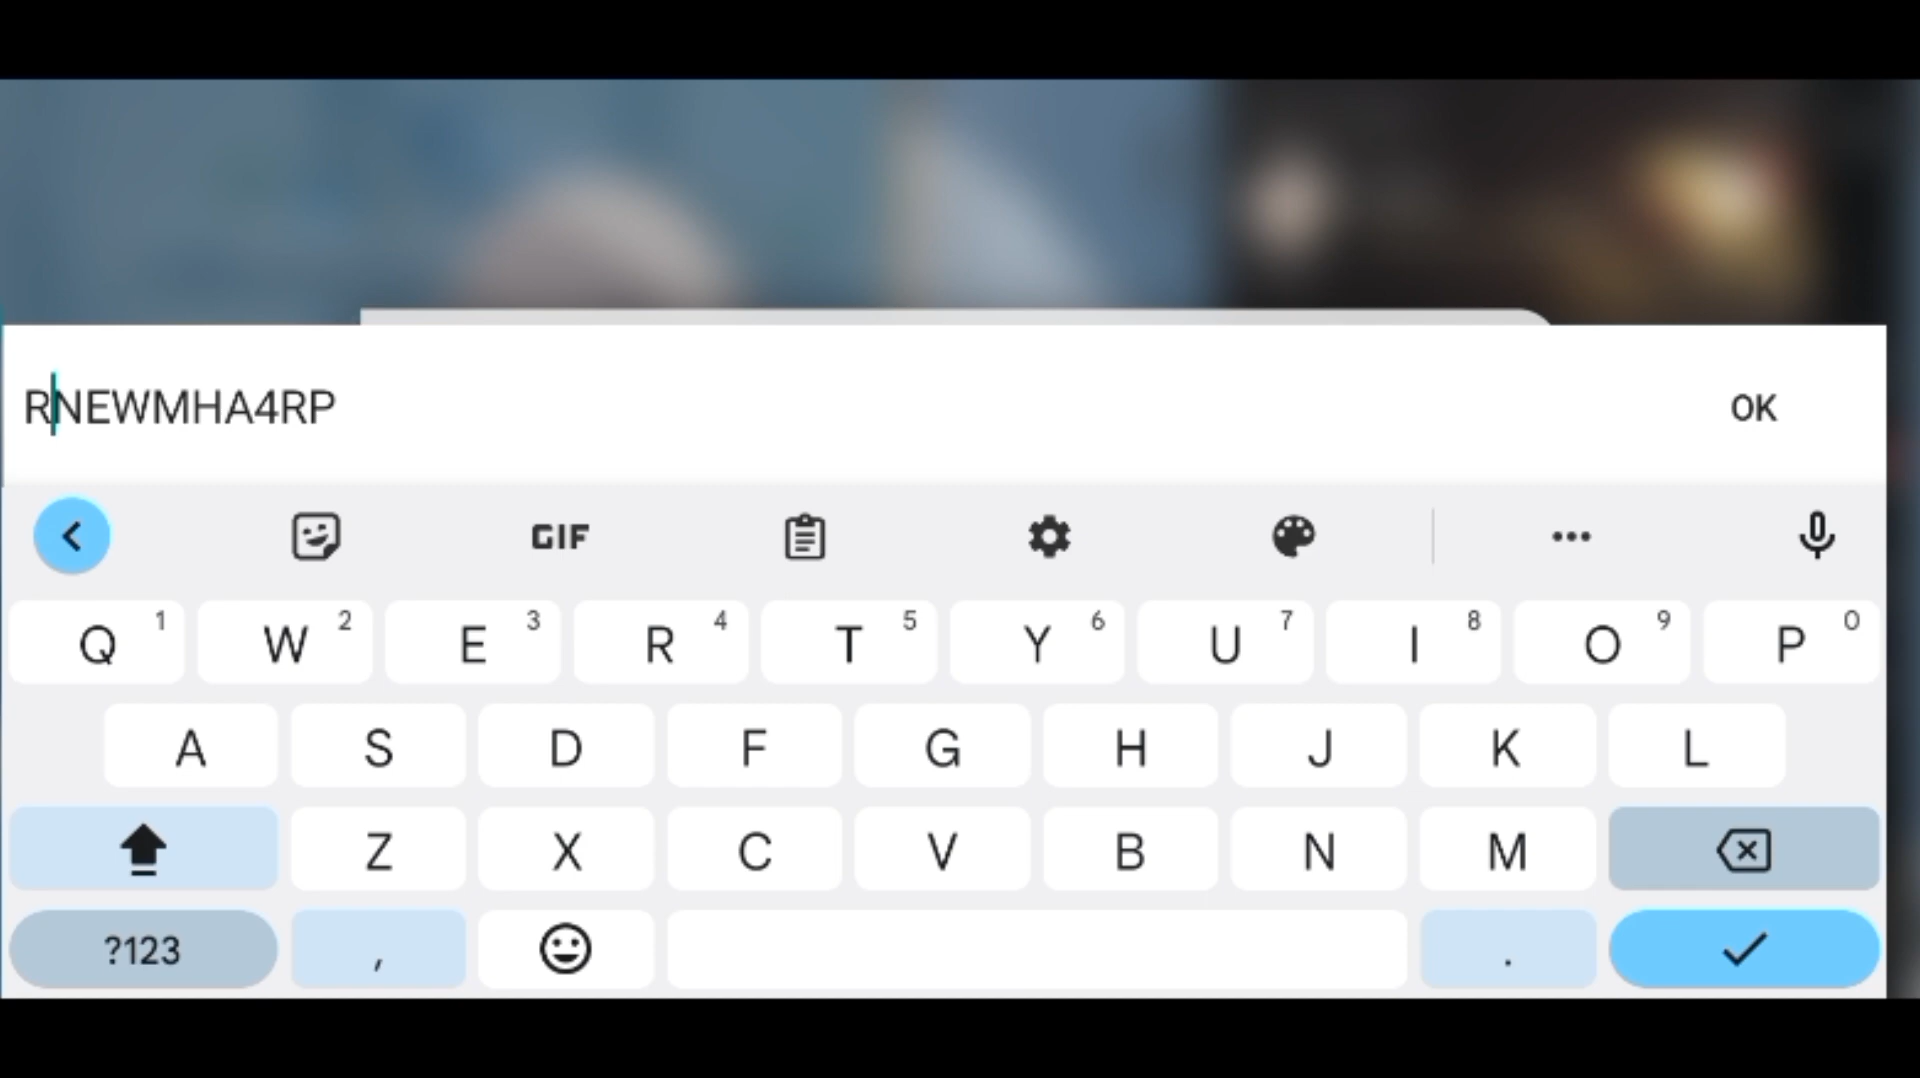 RNEWMHA4RP
OK
GIF
Q 1 W 2 E 3 R 4 T 5 Y 6 U 7 I 8 O 9 P 0
A S D F G H J K L
Z X C V B N M
?123 , .